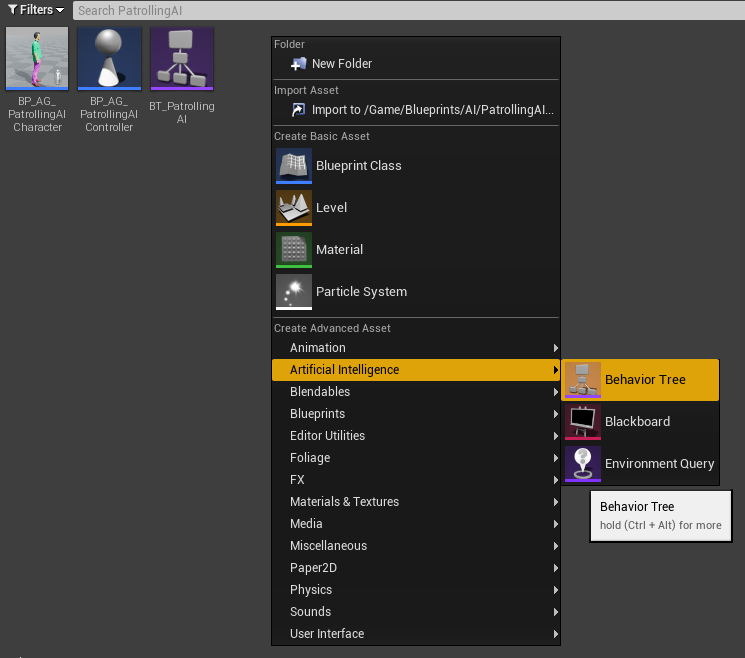 Filters
Search PatrollingAI
BP_AG_
PatrollingAI
Character
BP_AG_
PatrollingAI
Controller
BT_Patrolling
AI
Folder
New Folder
Import Asset
Import to /Game/Blueprints/AI/PatrollingAI...
Create Basic Asset
Blueprint Class
Level
Material
Particle System
Create Advanced Asset
Animation
Artificial Intelligence
Blendables
Blueprints
Editor Utilities
Foliage
FX
Materials & Textures
Media
Miscellaneous
Paper2D
Physics
Sounds
User Interface
Behavior Tree
Blackboard
Environment Query
Behavior Tree
hold (Ctrl + Alt) for more